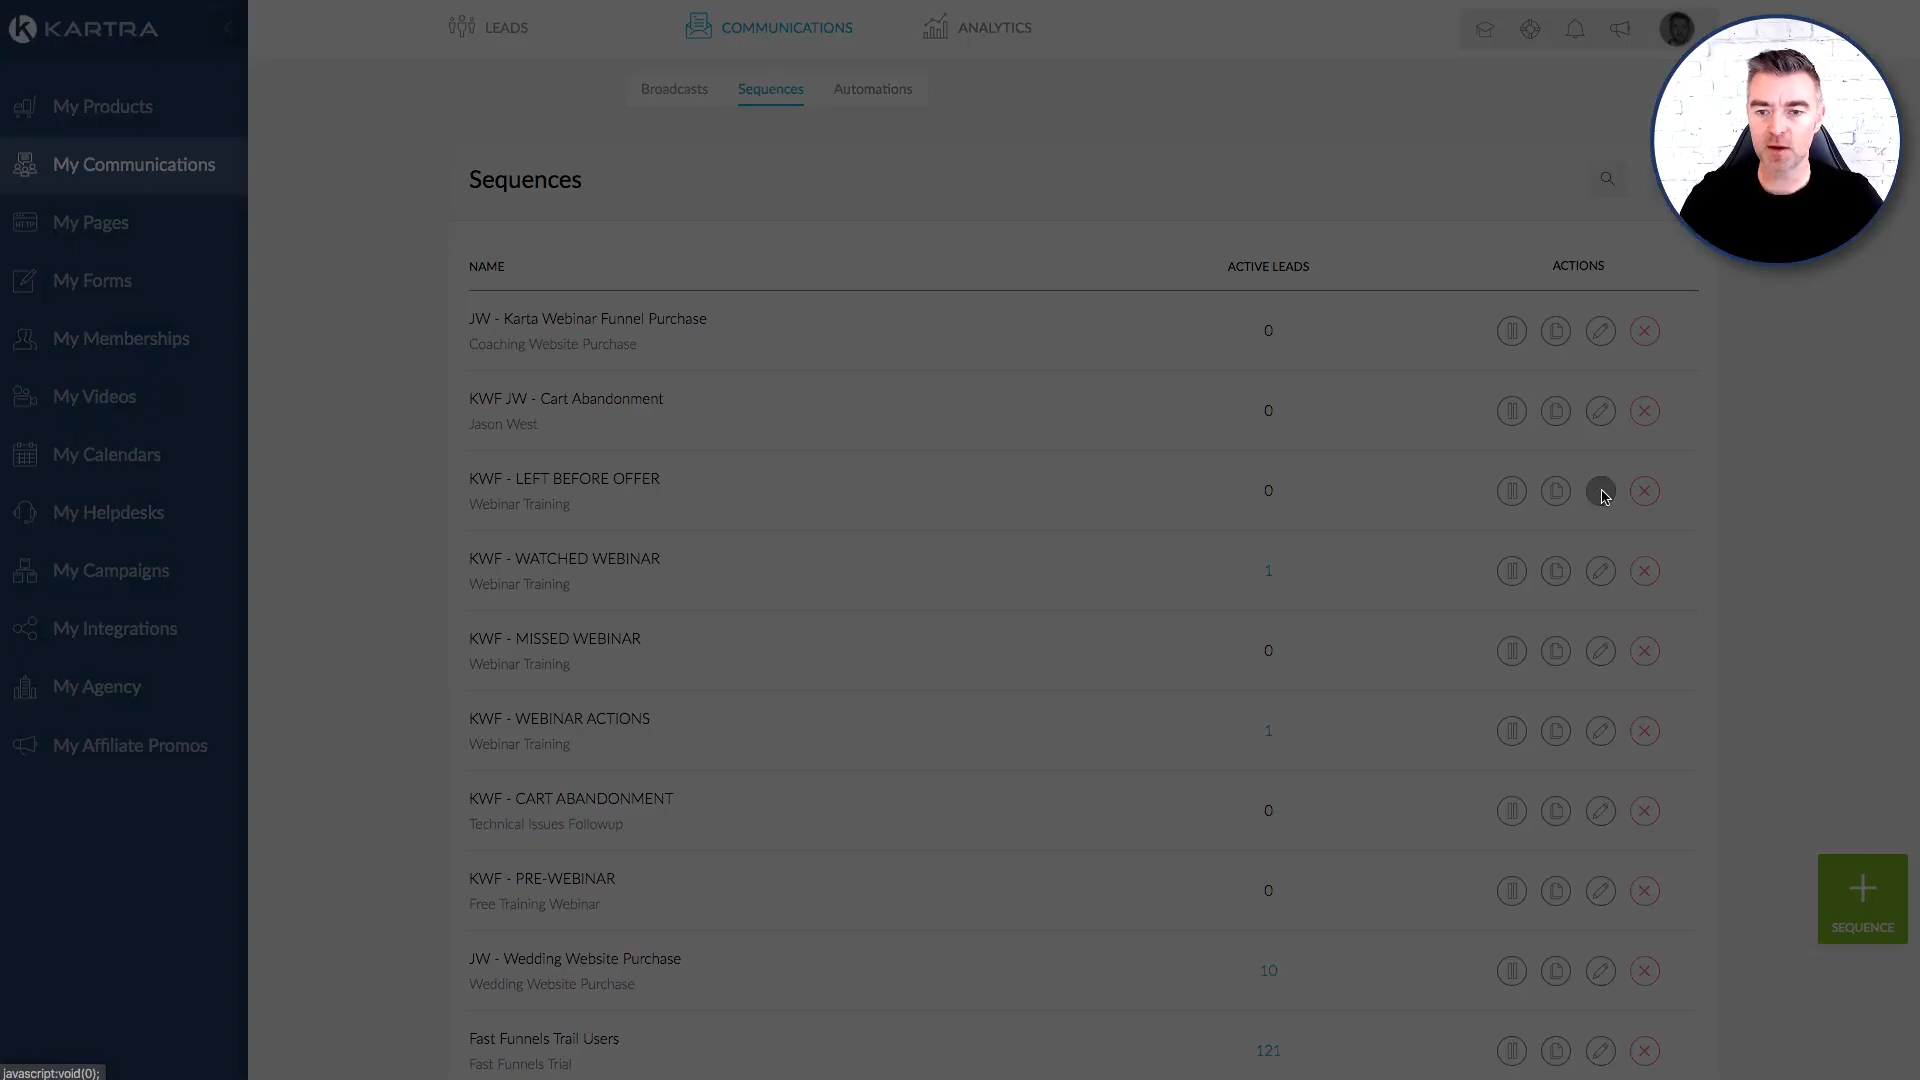 KARTRA
LEADS
COMMUNICATIONS
ANALYTICS
Broadcasts
Sequences
Automations
My Products
My Communications
My Pages
HTTP
My Forms
My Memberships
My Videos
My Calendars
My Helpdesks
My Campaigns
My Integrations
My Agency
My Affiliate Promos
Sequences
NAME
ACTIVE LEADS
ACTIONS
JW - Karta Webinar Funnel Purchase
0
Coaching Website Purchase
KWF JW - Cart Abandonment
0
Jason West
KWF - LEFT BEFORE OFFER
0
Webinar Training
KWF - WATCHED WEBINAR
1
Webinar Training
KWF - MISSED WEBINAR
0
Webinar Training
KWF - WEBINAR ACTIONS
1
Webinar Training
KWF - CART ABANDONMENT
0
Technical Issues Followup
KWF - PRE-WEBINAR
0
Free Training Webinar
JW - Wedding Website Purchase
10
Wedding Website Purchase
Fast Funnels Trail Users
121
Fast Funnels Trial
SEQUENCE
javascript:void(0);